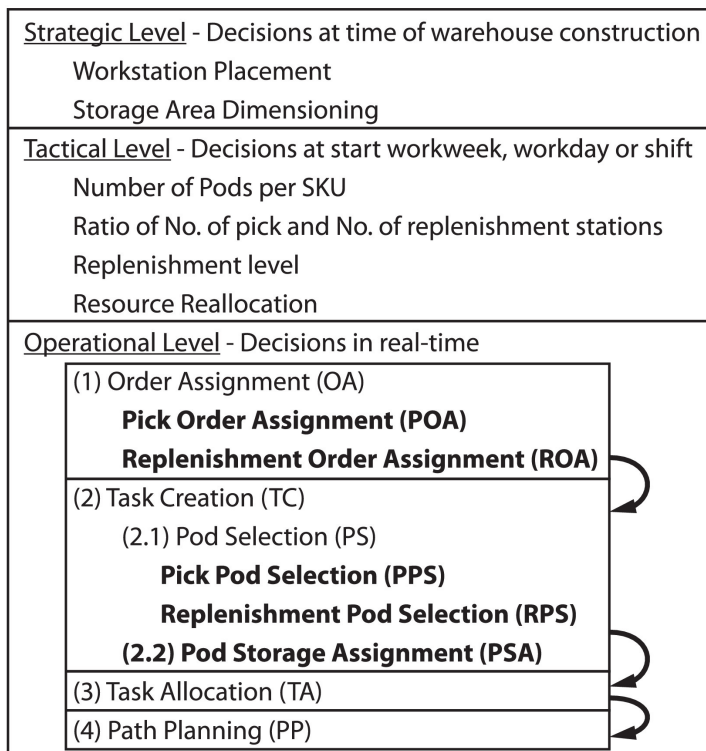 Strategic Level - Decisions at time of warehouse construction
Workstation Placement
Storage Area Dimensioning
Tactical Level - Decisions at start workweek, workday or shift
Number of Pods per SKU
Ratio of No. of pick and No. of replenishment stations
Replenishment level
Resource Reallocation
Operational Level - Decisions in real-time
(1) Order Assignment (OA)
Pick Order Assignment (POA)
Replenishment Order Assignment (ROA)
(2) Task Creation (TC)
(2.1) Pod Selection (PS)
Pick Pod Selection (PPS)
Replenishment Pod Selection (RPS)
(2.2) Pod Storage Assignment (PSA)
(3) Task Allocation (TA)
(4) Path Planning (PP)